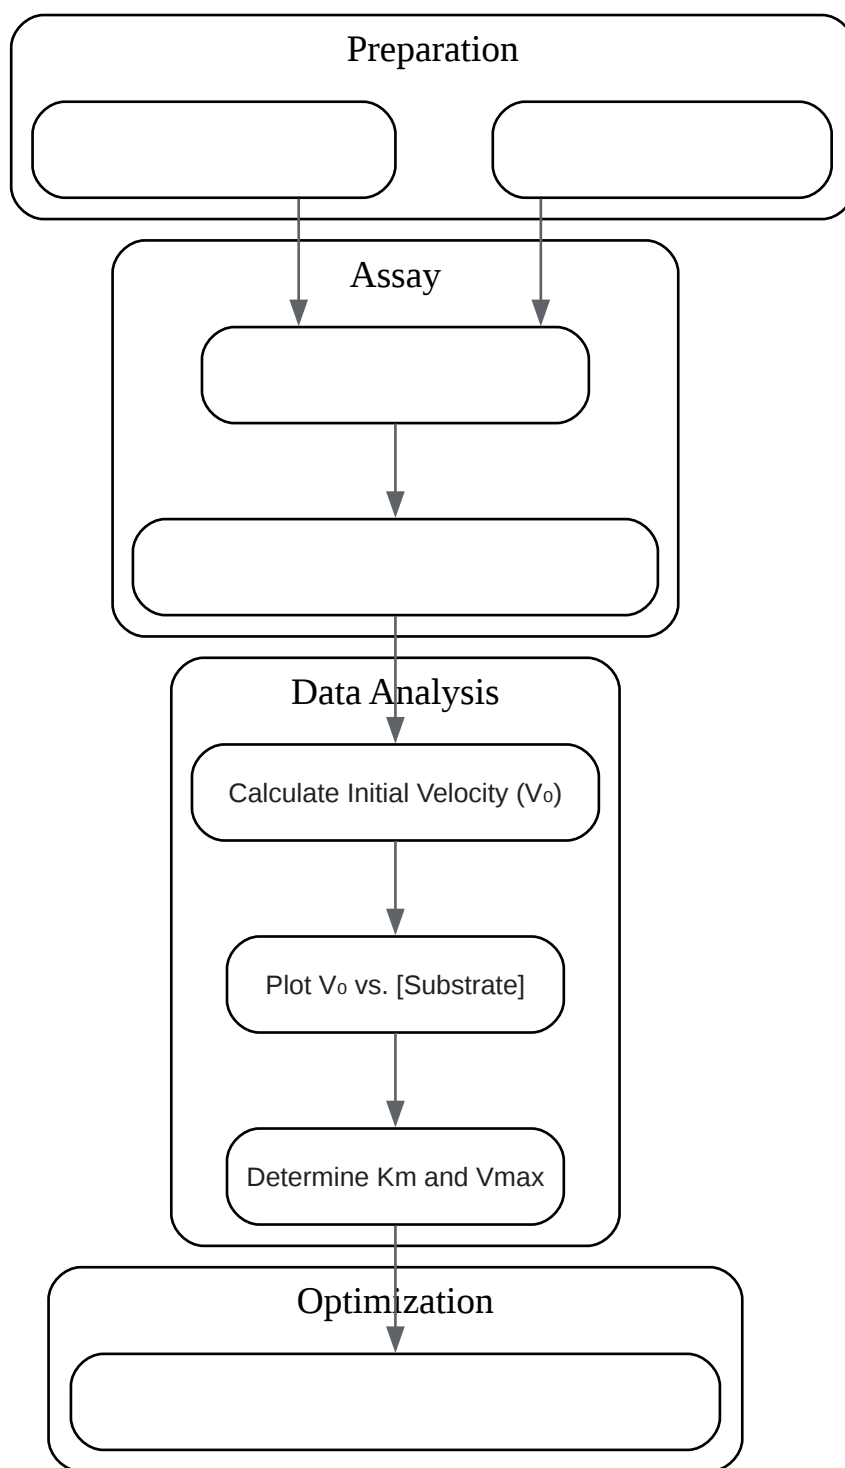 Preparation
Assay
Data Analysis
Calculate Initial Velocity (V₀)
Plot V₀ vs. [Substrate]
Determine Km and Vmax
Optimization